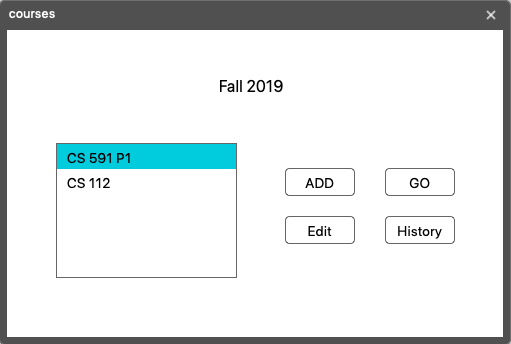 courses
Fall 2019
CS 591 P1
CS 112
ADD
GO
Edit
History